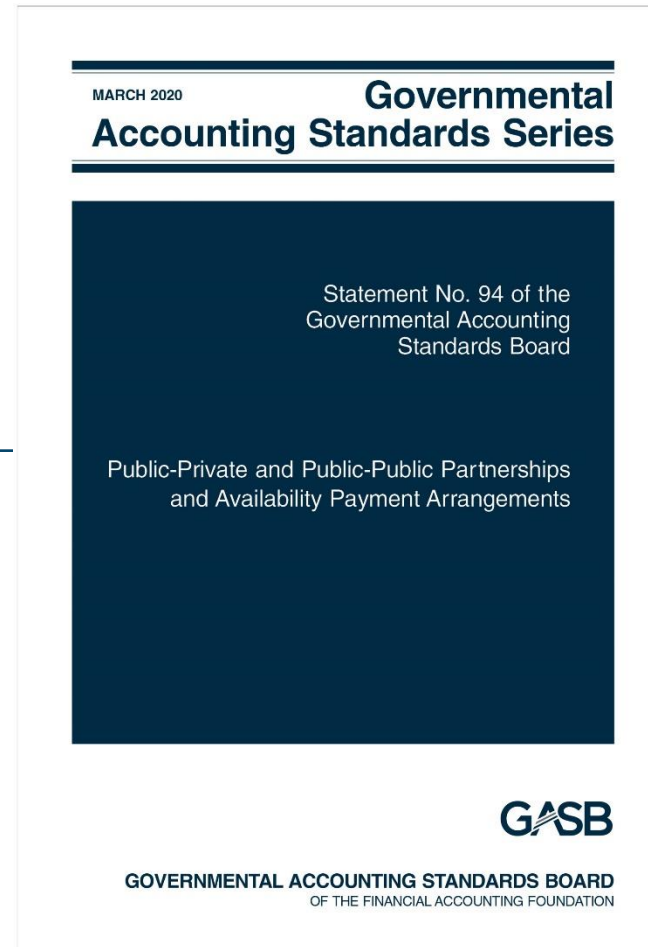 MARCH 2020
Governmental
Accounting Standards Series
Statement No. 94 of the
Governmental Accounting
Standards Board
Public-Private and Public-Public Partnerships
and Availability Payment Arrangements
GASB
GOVERNMENTAL ACCOUNTING STANDARDS BOARD
OF THE FINANCIAL ACCOUNTING FOUNDATION